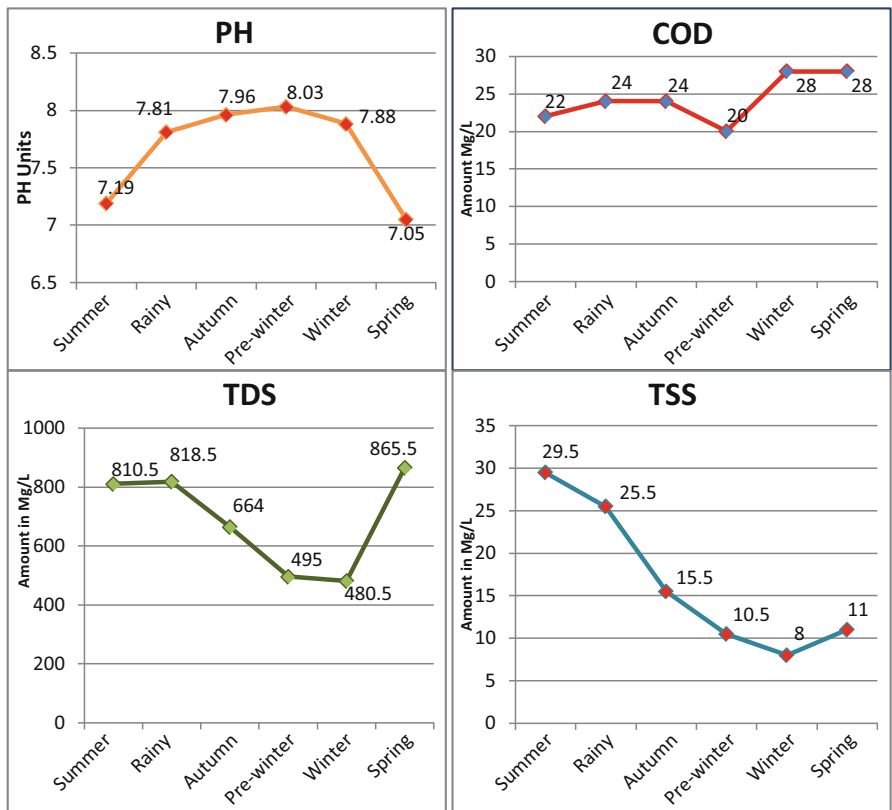 PH
PH Units
8.5
8
7.5
7
6.5
7.19
7.81
7.96
8.03
7.88
7.05
Summer
Rainy
Autumn
Pre-winter
Winter
Spring
COD
Amount Mg/L
30
25
20
15
10
5
0
22
24
24
20
28
28
Summer
Rainy
Autumn
Pre-winter
Winter
Spring
TDS
Amount in Mg/L
1000
800
600
400
200
0
810.5
818.5
664
495
480.5
865.5
Summer
Rainy
Autumn
Pre-winter
Winter
Spring
TSS
Amount in Mg/L
35
30
25
20
15
10
5
0
29.5
25.5
15.5
10.5
8
11
Summer
Rainy
Autumn
Pre-winter
Winter
Spring